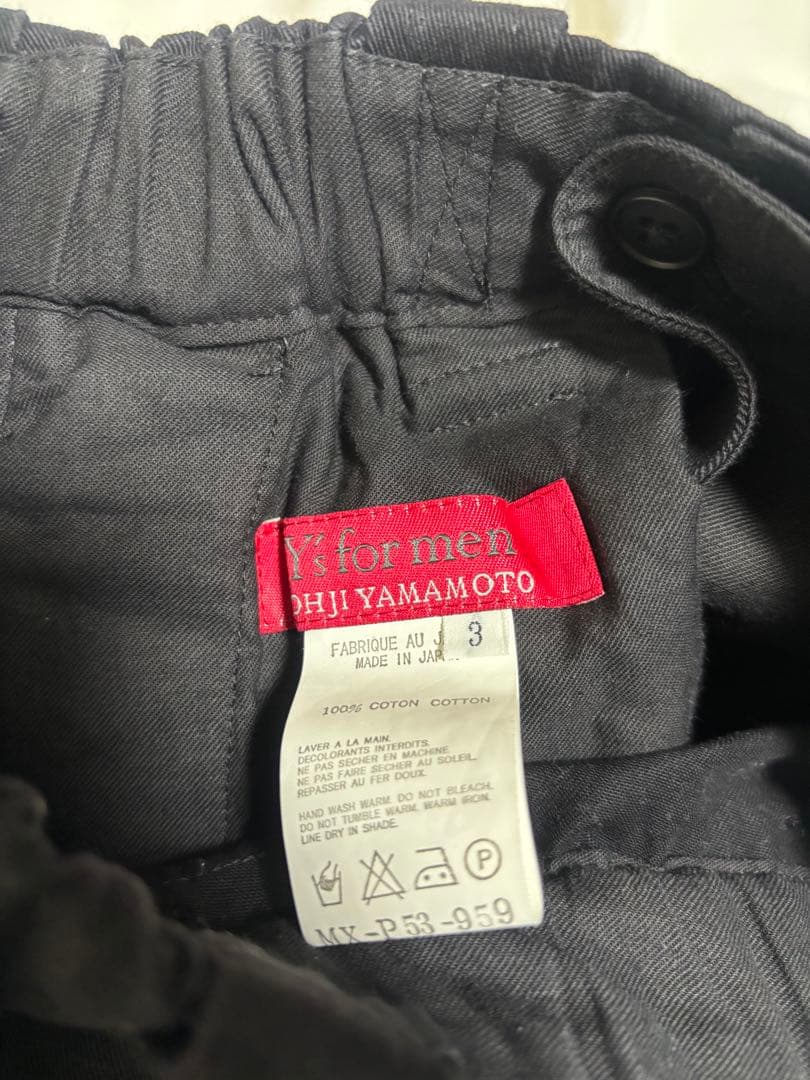 Y's for men
OHJI YAMAMOTO
FABRIQUE AU J 3
MADE IN JAPAN
100% COTON COTTON
LAVER A LA MAIN.
DECOLORANTS INTERDITS.
NE PAS SECHER EN MACHINE
NE PAS FAIRE SECHER AU SOLEIL.
REPASSER AU FER DOUX.
HAND WASH WARM. DO NOT BLEACH.
DO NOT TUMBLE WARM. WARM IRON.
LINE DRY IN SHADE.
P
MX-P53-959